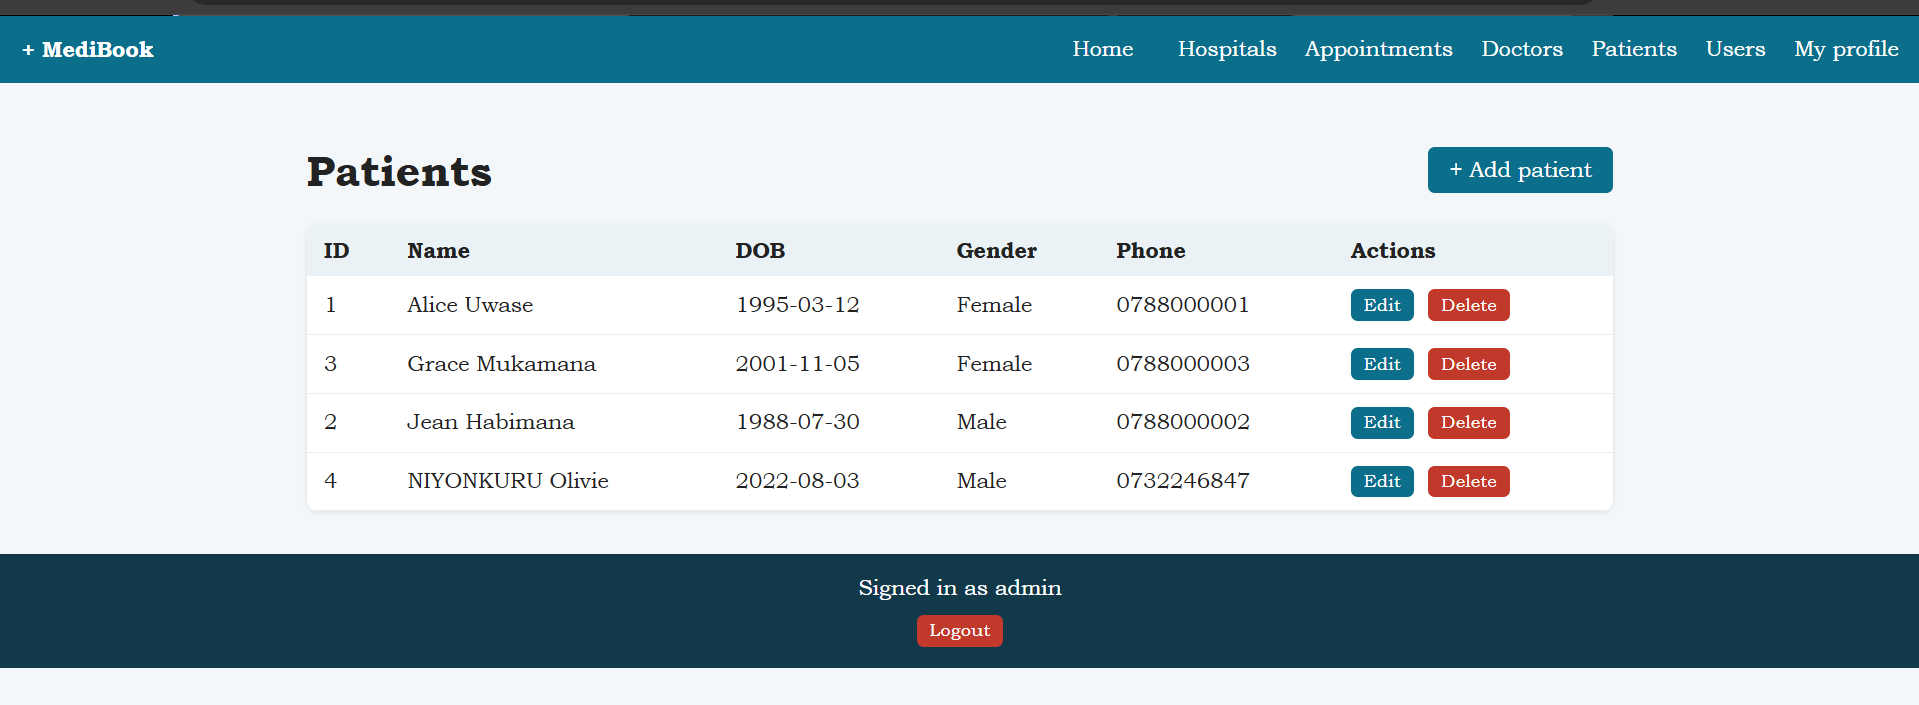 + MediBook Home Hospitals Appointments Doctors Patients Users My profile
Patients + Add patient
ID Name DOB Gender Phone Actions
1 Alice Uwase 1995-03-12 Female 0788000001 Edit Delete
3 Grace Mukamana 2001-11-05 Female 0788000003 Edit Delete
2 Jean Habimana 1988-07-30 Male 0788000002 Edit Delete
4 NIYONKURU Olivie 2022-08-03 Male 0732246847 Edit Delete
Signed in as admin
Logout